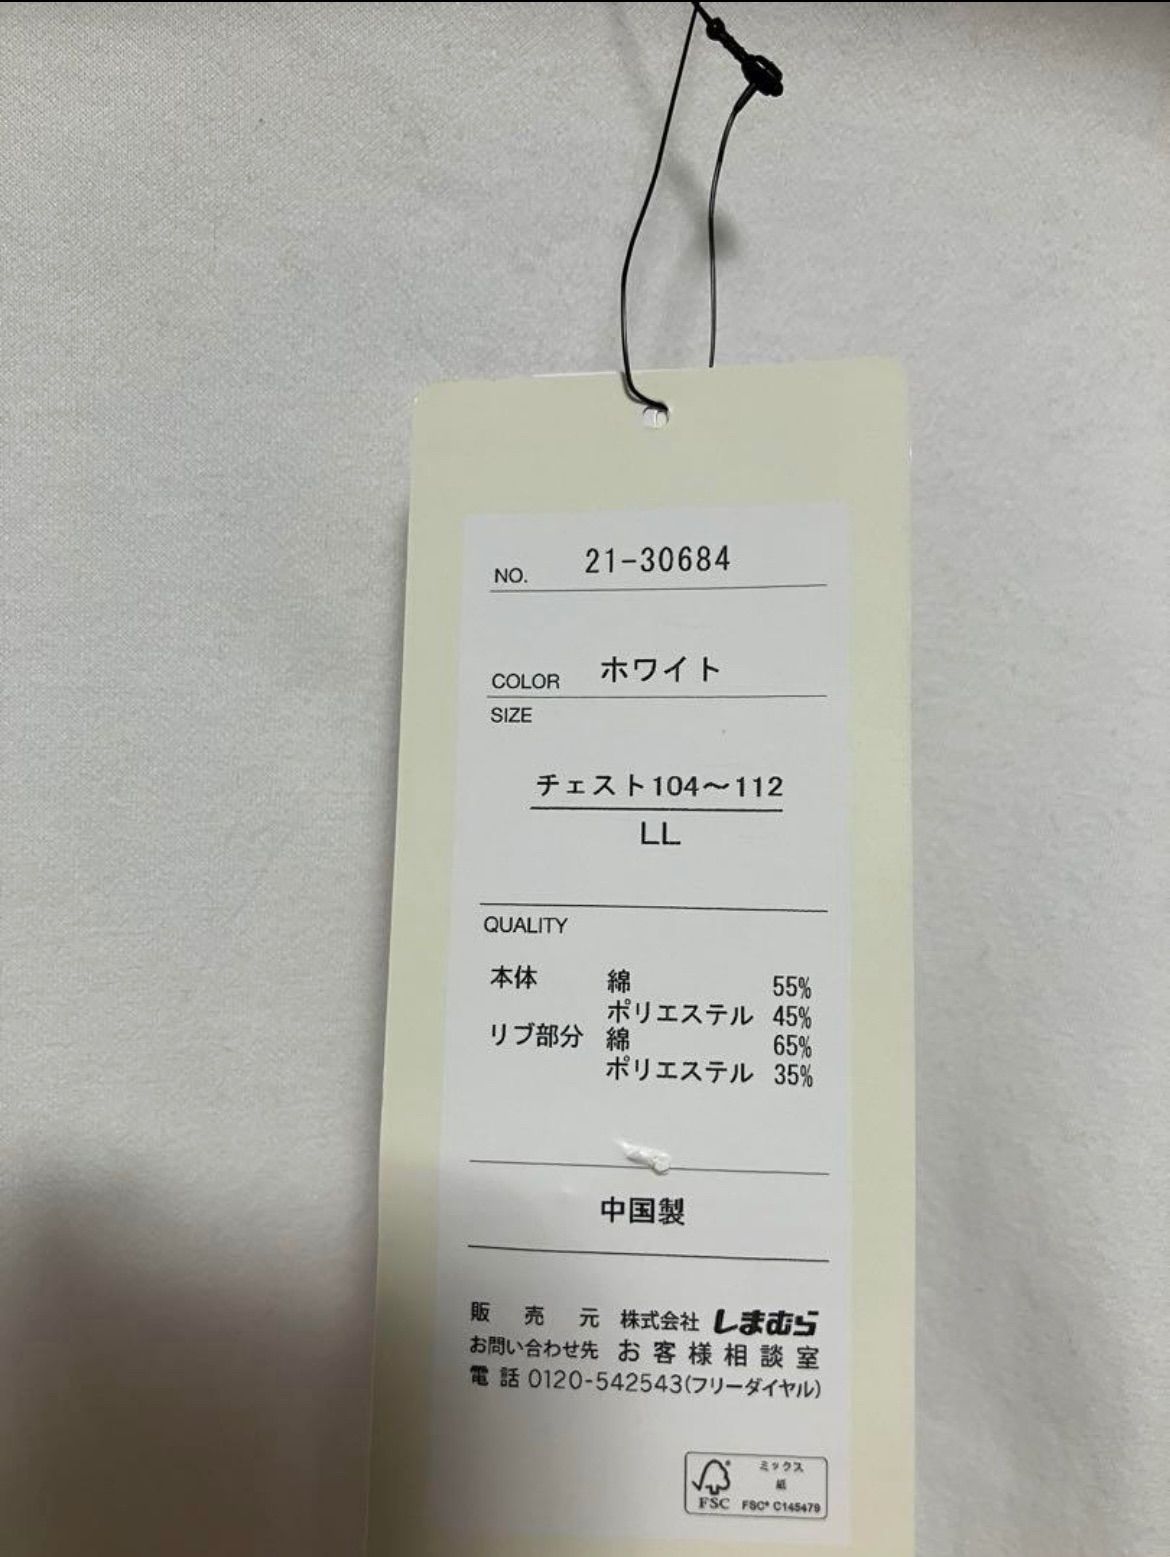 NO. 21-30684
COLOR ホワイト
SIZE
チェスト104〜112
LL
QUALITY
本体 綿 55%
ポリエステル 45%
リブ部分 綿 65%
ポリエステル 35%
中国製
販売元 株式会社 しまむら
お問い合わせ先 お客様相談室
電話 0120-542543(フリーダイヤル)
ミックス
紙
FSC FSC® C145479